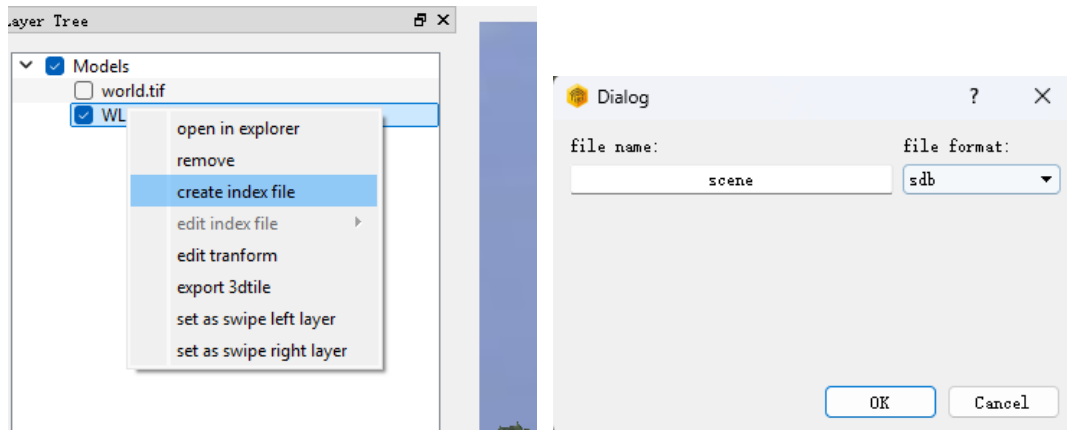 ayer Tree
Models
world.tif
WL
open in explorer
remove
create index file
edit index file
edit tranform
export 3dtile
set as swipe left layer
set as swipe right layer
Dialog
?
file name:
file format:
scene
sdb
OK
Cancel